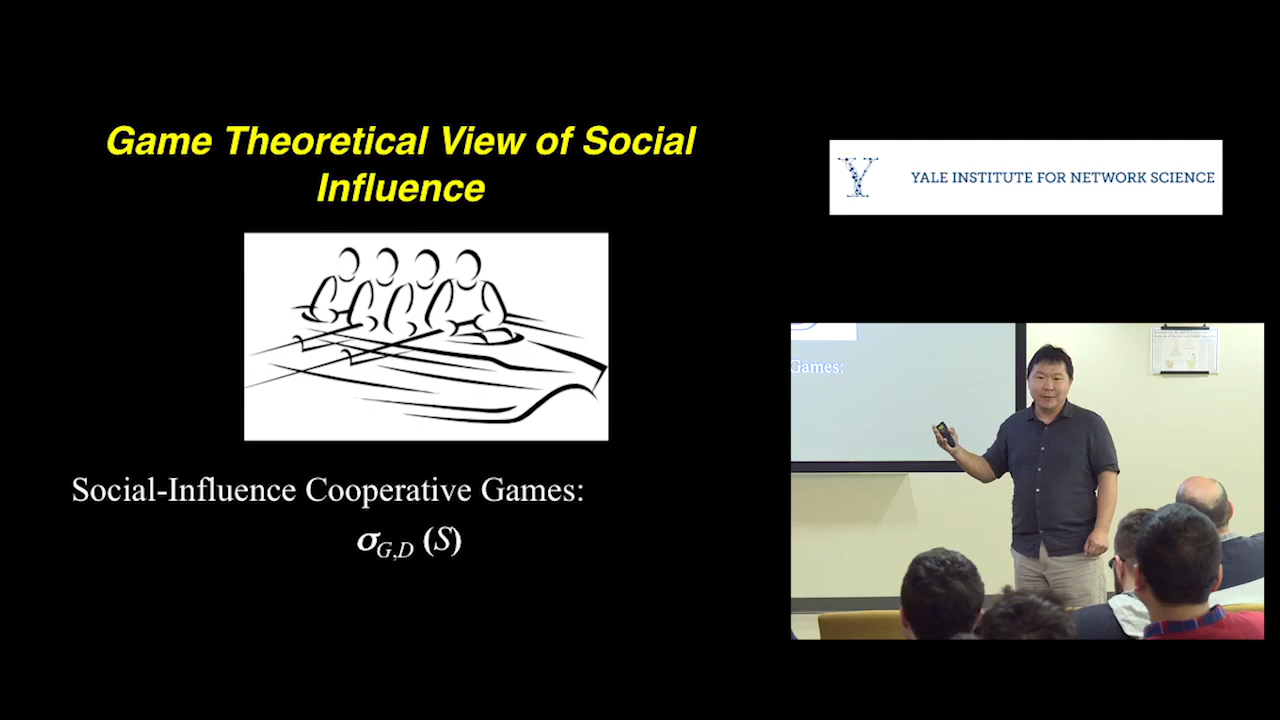 Game Theoretical View of Social
Influence
Social-Influence Cooperative Games:
σG,D (S)
YALE INSTITUTE FOR NETWORK SCIENCE
Games: